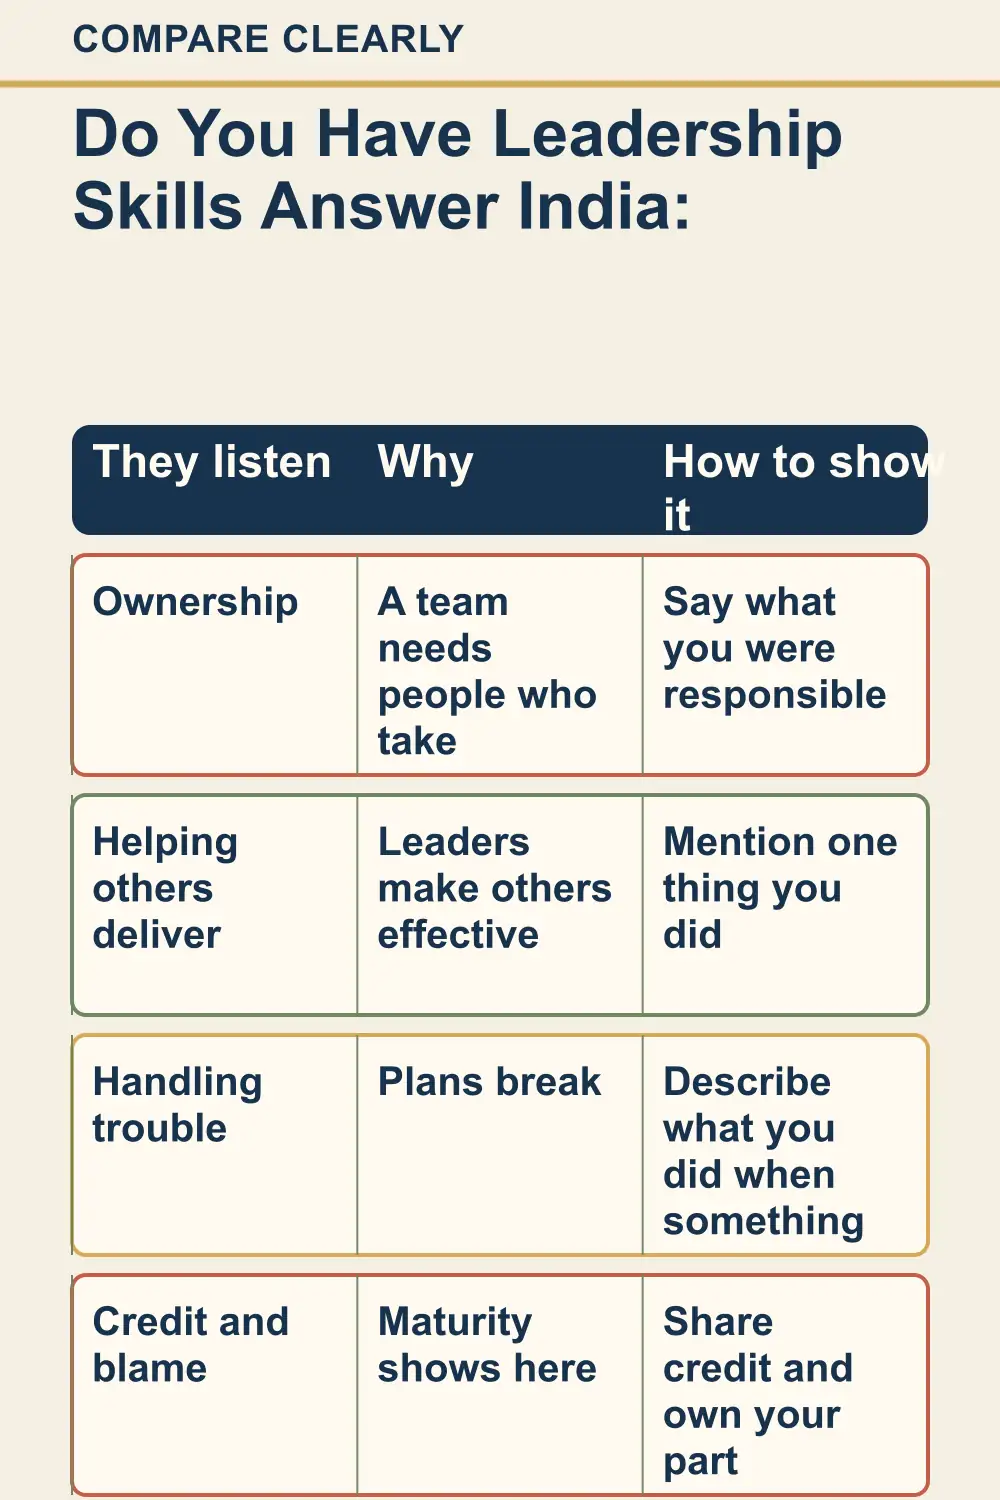 COMPARE CLEARLY
Do You Have Leadership
Skills Answer India:
They listen
Why
How to show
it
Ownership
A team
needs
people who
take
Say what
you were
responsible
Helping
others
deliver
Leaders
make others
effective
Mention one
thing you
did
Handling
trouble
Plans break
Describe
what you
did when
something
Credit and
blame
Maturity
shows here
Share
credit and
own your
part